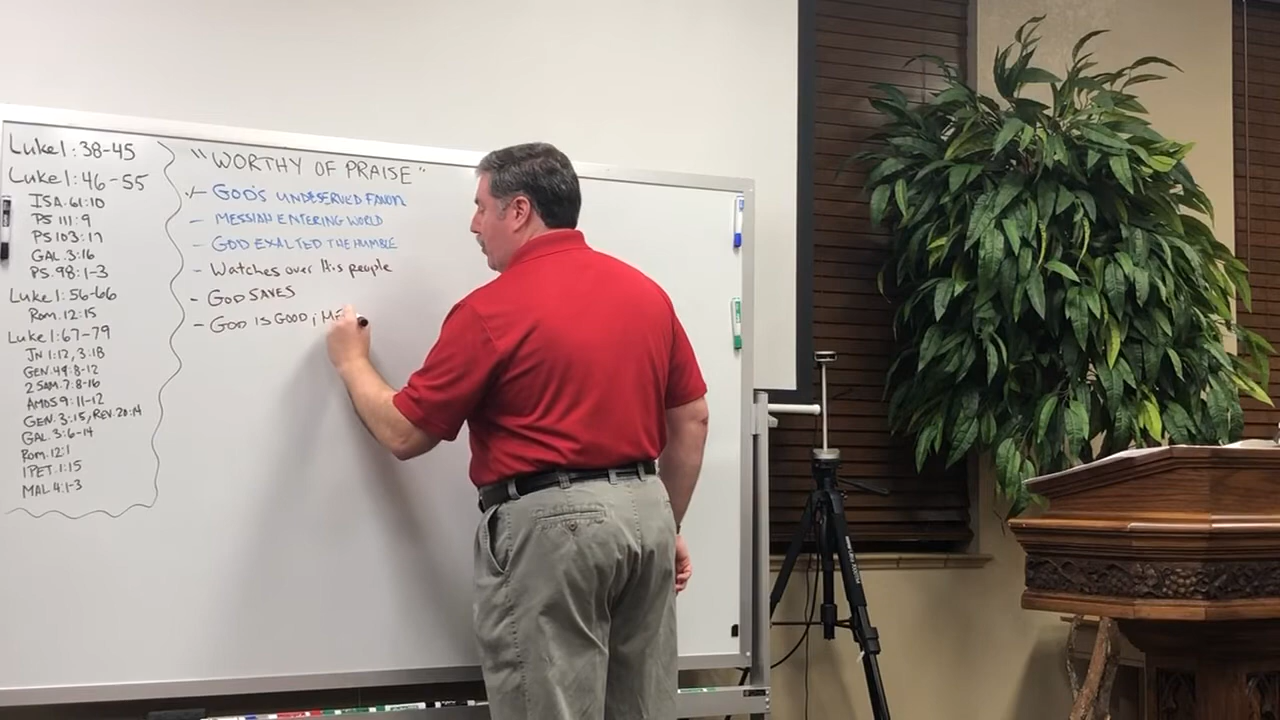 Luke 1:38-45
Luke 1:46-55
ISA. 61:10
PS 111:9
PS 103:17
GAL. 3:16
PS. 98:1-3
Luke 1:56-66
Rom. 12:15
Luke 1:67-79
JN 1:12, 3:18
GEN. 49:8-12
2 SAM. 7:8-16
AMOS 9:11-12
GEN. 3:15, REV. 20:14
GAL. 3:6-14
Rom. 12:1
1 PET. 1:15
MAL 4:1-3
"WORTHY OF PRAISE"
- GOD'S UNDESERVED FAVOR
- MESSIAH ENTERING WORLD
- GOD EXALTED THE HUMBLE
- Watches over His people
- GOD SAVES
- GOD IS GOOD, ME